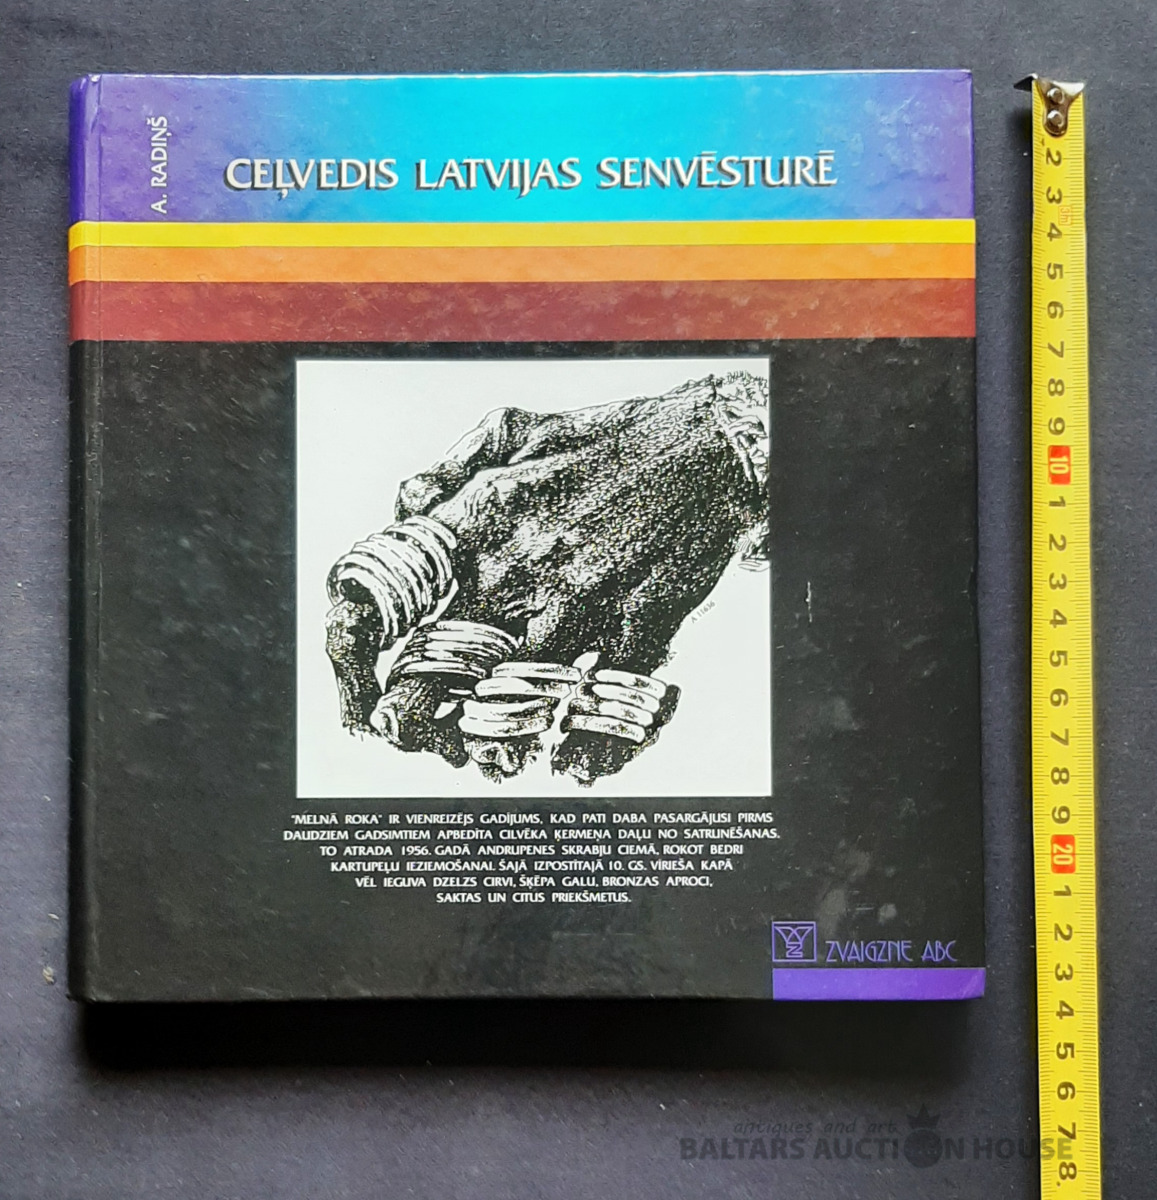 A. RADIŅŠ
CEĻVEDIS LATVIJAS SENVĒSTURĒ
A 11636
"MELNĀ ROKA" IR VIENREIZĒJS GADĪJUMS, KAD PATI DABA PASARGĀJUSI PIRMS
DAUDZIEM GADSIMTIEM APBEDĪTA CILVĒKA ĶERMEŅA DAĻU NO SATRUNĒŠANAS.
TO ATRADA 1956. GADĀ ANDRUPENES SKRABĻU CIEMĀ, ROKOT BEDRI
KARTUPEĻU IEZIEMOŠANAI. ŠAJĀ IZPOSTĪTAJĀ 10. GS. VĪRIEŠA KAPĀ
VĒL IEGUVA DZELZS CIRVI, ŠĶĒPA GALU, BRONZAS APROCI,
SAKTAS UN CITUS PRIEKŠMETUS.
ZVAIGZNE ABC
2 3 4 5 6 7 8 9 10 1 2 3 4 5 6 7 8 9 20 1 2 3 4 5 6 7 8
antiques and art
BALTARS AUCTION HOUSE